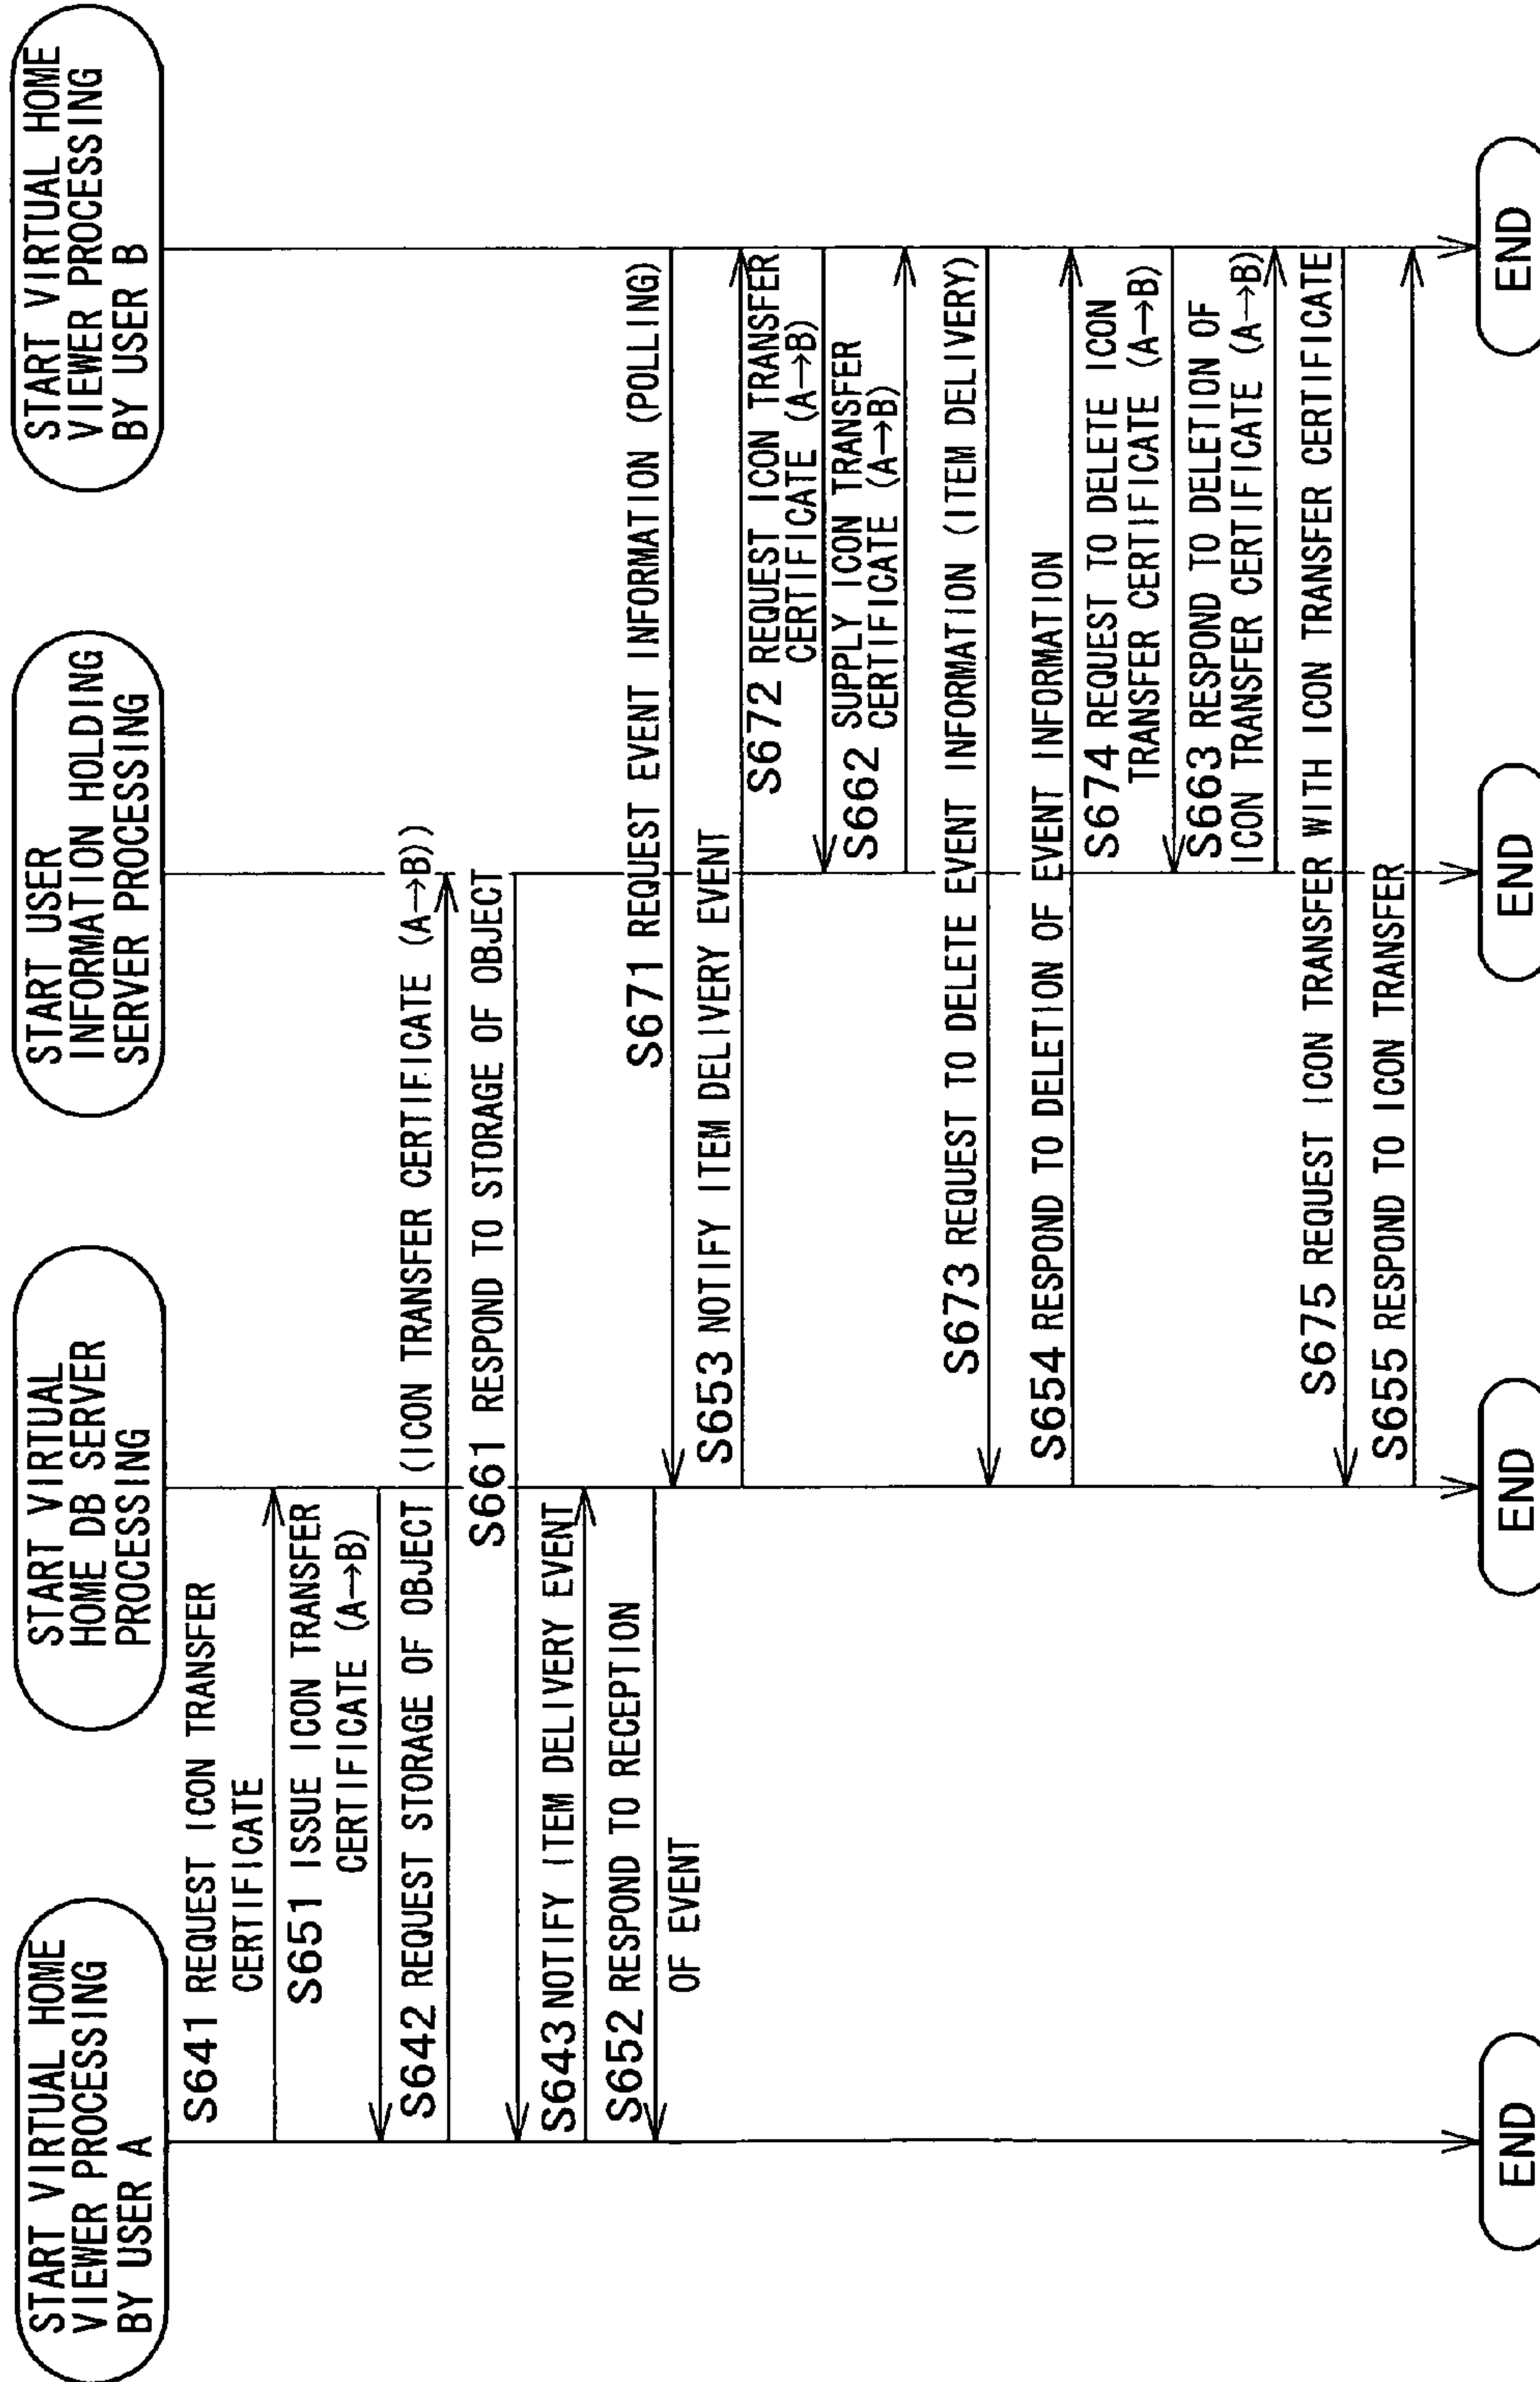 START VIRTUAL HOME
VIEWER PROCESSING
BY USER A
START VIRTUAL
HOME DB SERVER
PROCESSING
START USER
INFORMATION HOLDING
SERVER PROCESSING
START VIRTUAL HOME
VIEWER PROCESSING
BY USER B
S641 REQUEST ICON TRANSFER
CERTIFICATE
S651 ISSUE ICON TRANSFER
CERTIFICATE (A→B)
S642 REQUEST STORAGE OF OBJECT (ICON TRANSFER CERTIFICATE (A→B))
S661 RESPOND TO STORAGE OF OBJECT
S643 NOTIFY ITEM DELIVERY EVENT
S652 RESPOND TO RECEPTION
OF EVENT
S671 REQUEST EVENT INFORMATION (POLLING)
S653 NOTIFY ITEM DELIVERY EVENT
S672 REQUEST ICON TRANSFER
CERTIFICATE (A→B)
S662 SUPPLY ICON TRANSFER
CERTIFICATE (A→B)
S673 REQUEST TO DELETE EVENT INFORMATION (ITEM DELIVERY)
S654 RESPOND TO DELETION OF EVENT INFORMATION
S674 REQUEST TO DELETE ICON
TRANSFER CERTIFICATE (A→B)
S663 RESPOND TO DELETION OF
ICON TRANSFER CERTIFICATE (A→B)
S675 REQUEST ICON TRANSFER WITH ICON TRANSFER CERTIFICATE
S655 RESPOND TO ICON TRANSFER
END
END
END
END